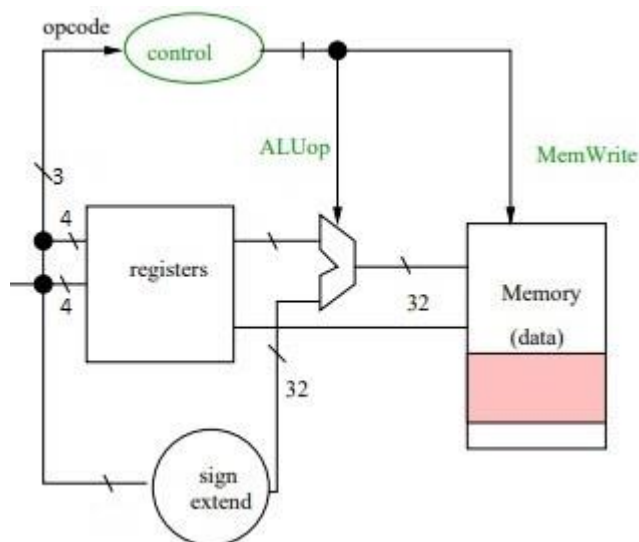 opcode
control
ALUop
MemWrite
3
4
registers
4
32
Memory
(data)
32
sign
extend